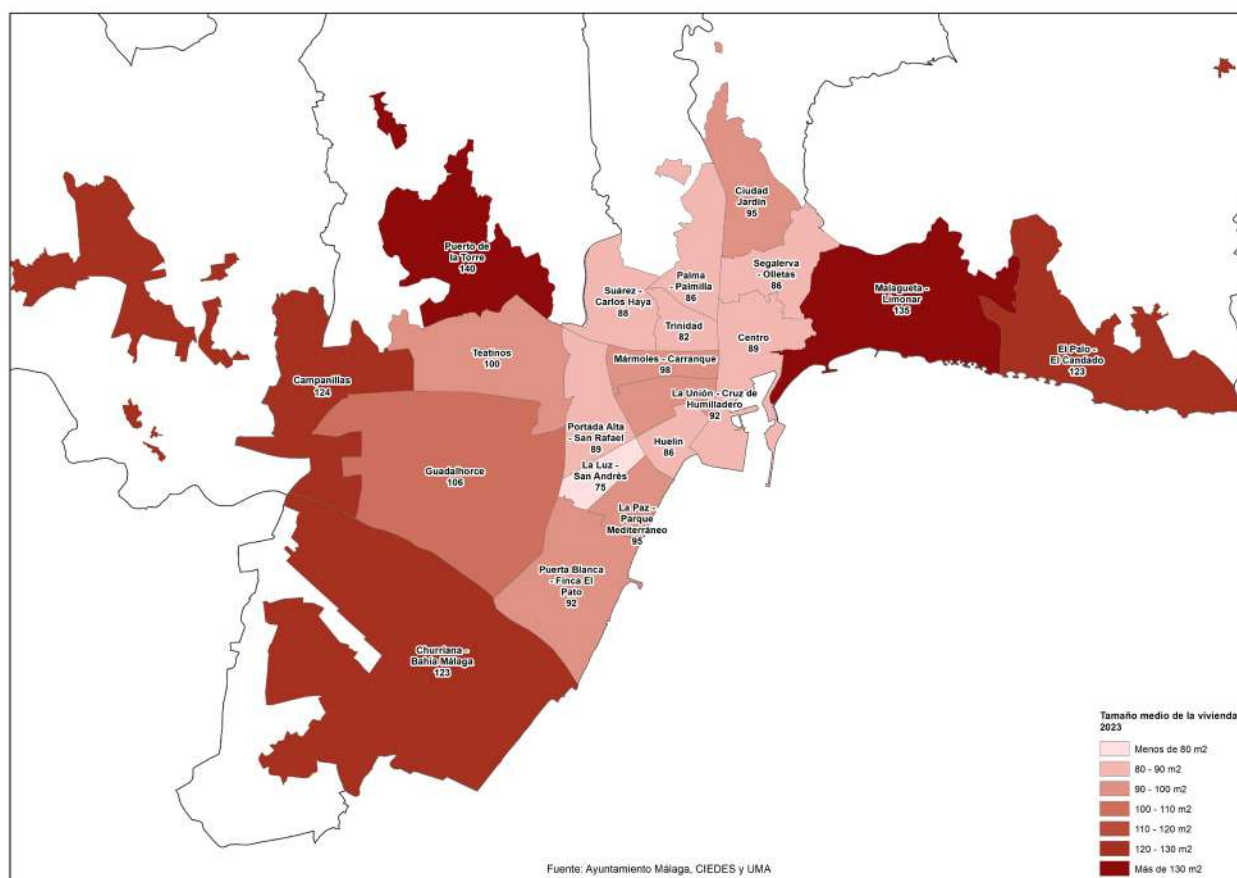 Ciudad
Jardín
95
Puerto de
la Torre
140
Segalerva
- Olletas
86
Palma
- Palmilla
86
Malagueta -
Limonar
135
Suárez -
Carlos Haya
88
Trinidad
82
Centro
89
El Palo -
El Candado
123
Teatinos
100
Mármoles - Carranque
98
Campanillas
124
La Unión - Cruz de
Humilladero
92
Portada Alta
- San Rafael
89
Huelin
86
La Luz -
San Andrés
75
Guadalhorce
106
La Paz -
Parque
Mediterráneo
95
Puerta Blanca
- Finca El
Pato
92
Churriana -
Bahía Málaga
123
Tamaño medio de la vivienda
2023
Menos de 80 m2
80 - 90 m2
90 - 100 m2
100 - 110 m2
110 - 120 m2
120 - 130 m2
Más de 130 m2
Fuente: Ayuntamiento Málaga, CIEDES y UMA